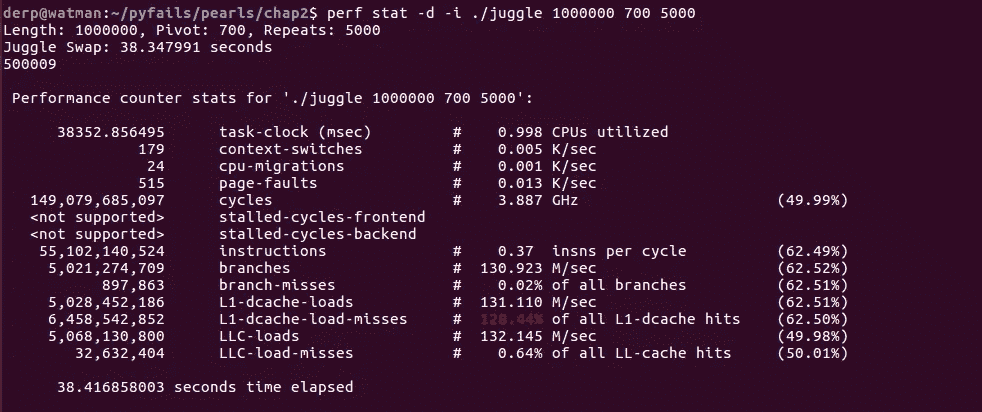 derp@watman:~/pyfails/pearls/chap2$ perf stat -d -i ./juggle 1000000 700 5000
Length: 1000000, Pivot: 700, Repeats: 5000
Juggle Swap: 38.347991 seconds
500009
Performance counter stats for './juggle 1000000 700 5000':
38352.856495 task-clock (msec) # 0.998 CPUs utilized
179 context-switches # 0.005 K/sec
24 cpu-migrations # 0.001 K/sec
515 page-faults # 0.013 K/sec
149,079,685,097 cycles # 3.887 GHz (49.99%)
<not supported> stalled-cycles-frontend
<not supported> stalled-cycles-backend
55,102,140,524 instructions # 0.37 insns per cycle (62.49%)
5,021,274,709 branches # 130.923 M/sec (62.52%)
897,863 branch-misses # 0.02% of all branches (62.51%)
5,028,452,186 L1-dcache-loads # 131.110 M/sec (62.51%)
6,458,542,852 L1-dcache-load-misses # 128.44% of all L1-dcache hits (62.50%)
5,068,130,800 LLC-loads # 132.145 M/sec (49.98%)
32,632,404 LLC-load-misses # 0.64% of all LL-cache hits (50.01%)
38.416858003 seconds time elapsed